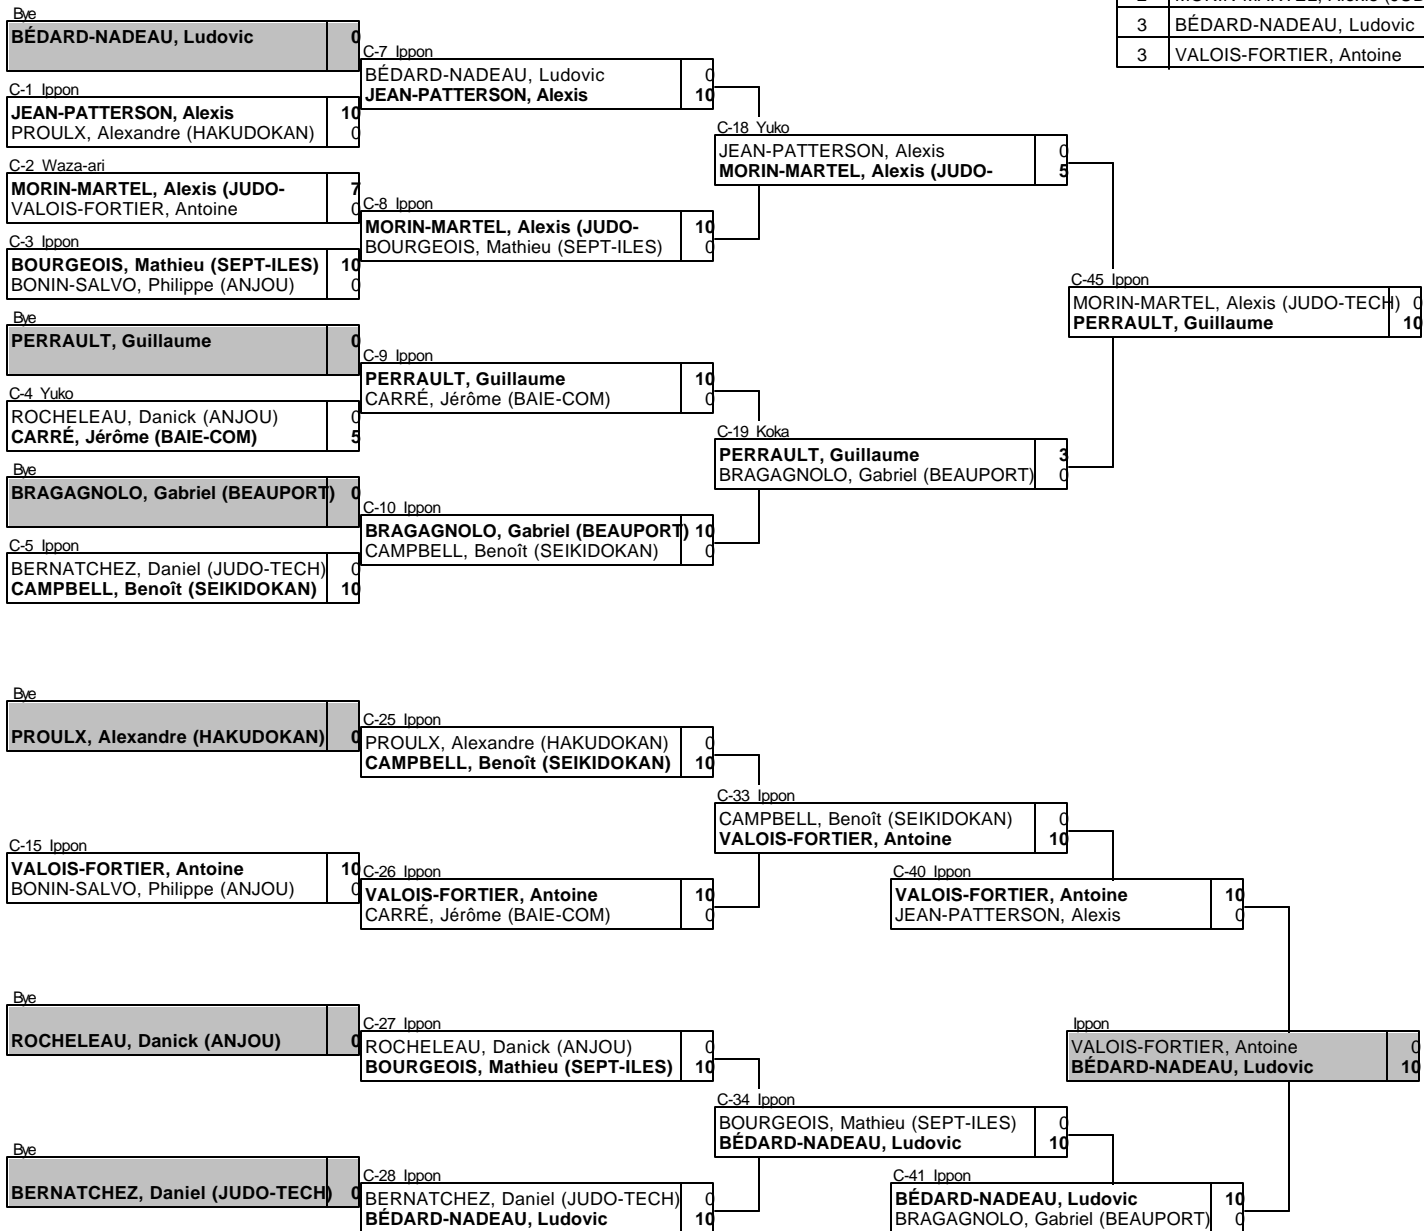 2 MORIN-MARTEL, Alexis (JUD
3 BÉDARD-NADEAU, Ludovic
3 VALOIS-FORTIER, Antoine
Bye
BÉDARD-NADEAU, Ludovic 0
C-1 Ippon
JEAN-PATTERSON, Alexis 10
PROULX, Alexandre (HAKUDOKAN) 0
C-2 Waza-ari
MORIN-MARTEL, Alexis (JUDO- 7
VALOIS-FORTIER, Antoine 0
C-3 Ippon
BOURGEOIS, Mathieu (SEPT-ILES) 10
BONIN-SALVO, Philippe (ANJOU) 0
Bye
PERRAULT, Guillaume 0
C-4 Yuko
ROCHELEAU, Danick (ANJOU) 0
CARRÉ, Jérôme (BAIE-COM) 5
Bye
BRAGAGNOLO, Gabriel (BEAUPORT) 0
C-5 Ippon
BERNATCHEZ, Daniel (JUDO-TECH) 0
CAMPBELL, Benoît (SEIKIDOKAN) 10
C-7 Ippon
BÉDARD-NADEAU, Ludovic 0
JEAN-PATTERSON, Alexis 10
C-8 Ippon
MORIN-MARTEL, Alexis (JUDO- 10
BOURGEOIS, Mathieu (SEPT-ILES) 0
C-9 Ippon
PERRAULT, Guillaume 10
CARRÉ, Jérôme (BAIE-COM) 0
C-10 Ippon
BRAGAGNOLO, Gabriel (BEAUPORT) 10
CAMPBELL, Benoît (SEIKIDOKAN) 0
C-18 Yuko
JEAN-PATTERSON, Alexis 0
MORIN-MARTEL, Alexis (JUDO- 5
C-19 Koka
PERRAULT, Guillaume 3
BRAGAGNOLO, Gabriel (BEAUPORT) 0
C-45 Ippon
MORIN-MARTEL, Alexis (JUDO-TECH) 0
PERRAULT, Guillaume 10
Bye
PROULX, Alexandre (HAKUDOKAN) 0
C-15 Ippon
VALOIS-FORTIER, Antoine 10
BONIN-SALVO, Philippe (ANJOU) 0
Bye
ROCHELEAU, Danick (ANJOU) 0
Bye
BERNATCHEZ, Daniel (JUDO-TECH) 0
C-25 Ippon
PROULX, Alexandre (HAKUDOKAN) 0
CAMPBELL, Benoît (SEIKIDOKAN) 10
C-26 Ippon
VALOIS-FORTIER, Antoine 10
CARRÉ, Jérôme (BAIE-COM) 0
C-27 Ippon
ROCHELEAU, Danick (ANJOU) 0
BOURGEOIS, Mathieu (SEPT-ILES) 10
C-28 Ippon
BERNATCHEZ, Daniel (JUDO-TECH) 0
BÉDARD-NADEAU, Ludovic 10
C-33 Ippon
CAMPBELL, Benoît (SEIKIDOKAN) 0
VALOIS-FORTIER, Antoine 10
C-34 Ippon
BOURGEOIS, Mathieu (SEPT-ILES) 0
BÉDARD-NADEAU, Ludovic 10
C-40 Ippon
VALOIS-FORTIER, Antoine 10
JEAN-PATTERSON, Alexis 0
C-41 Ippon
BÉDARD-NADEAU, Ludovic 10
BRAGAGNOLO, Gabriel (BEAUPORT) 0
Ippon
VALOIS-FORTIER, Antoine 0
BÉDARD-NADEAU, Ludovic 10